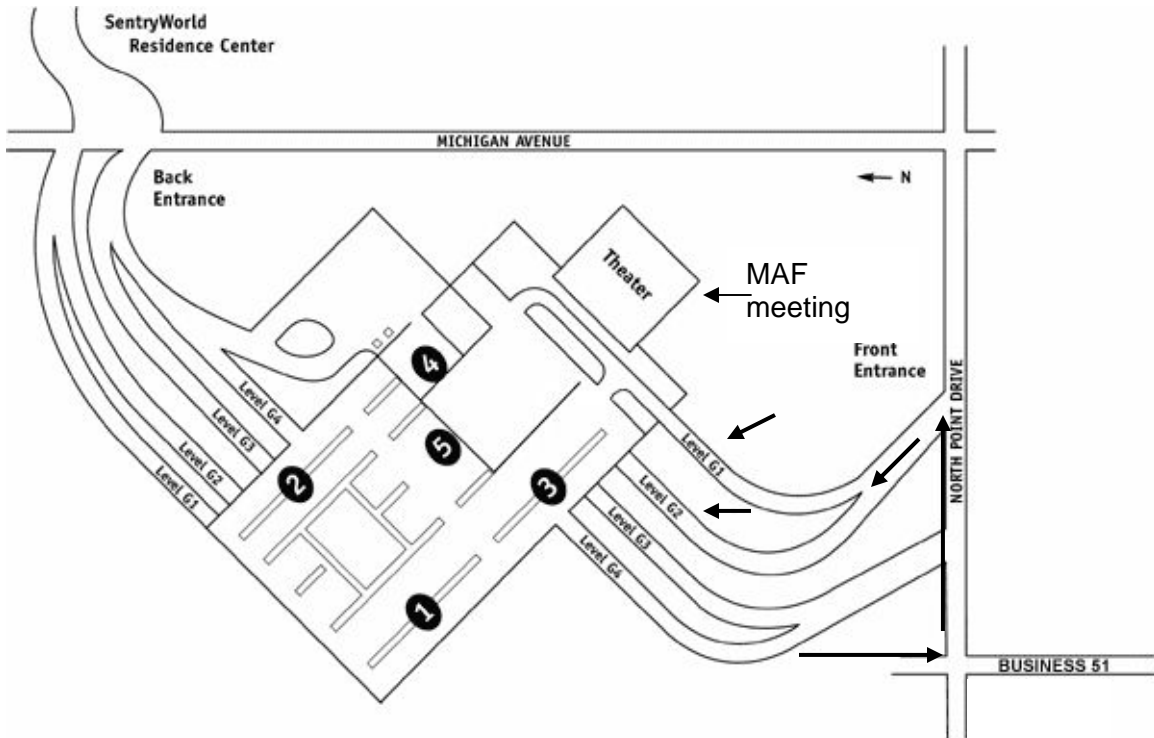 SentryWorld
Residence Center
MICHIGAN AVENUE
Back
Entrance
N
Theater
MAF
meeting
Front
Entrance
NORTH POINT DRIVE
Level G4
Level G3
Level G2
Level G1
4
5
2
3
1
Level G1
Level G2
Level G3
Level G4
BUSINESS 51